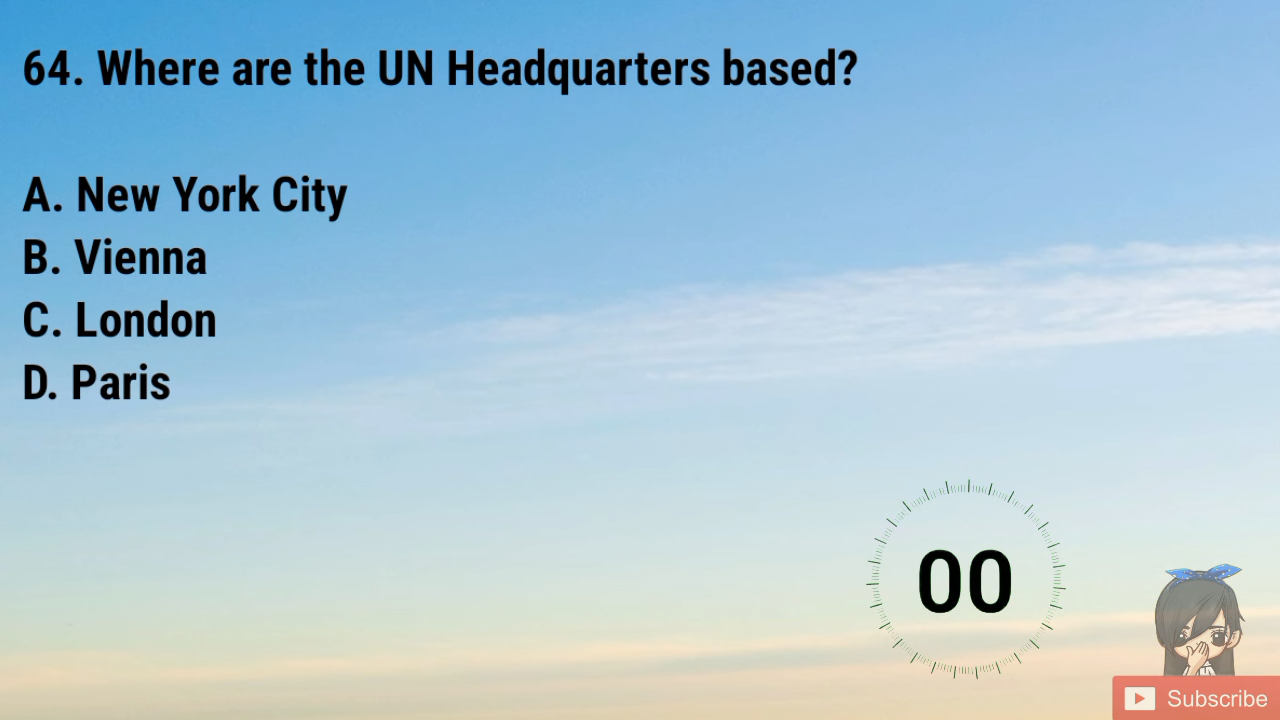 64. Where are the UN Headquarters based?
A. New York City
B. Vienna
C. London
D. Paris
00
Subscribe